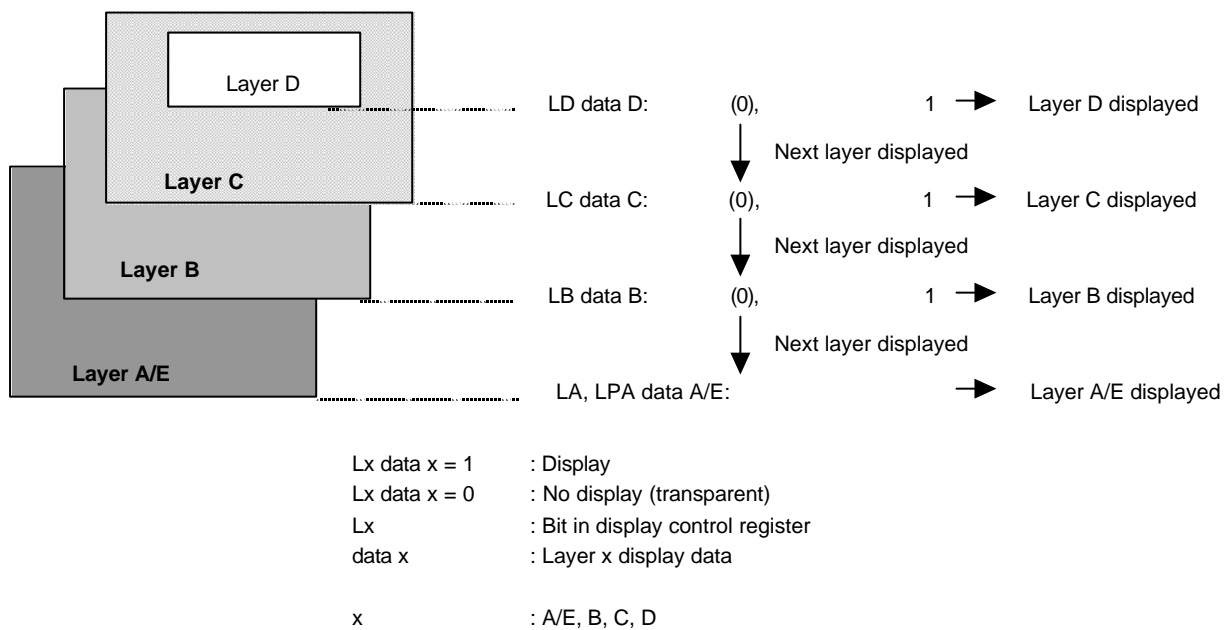 Layer D
Layer C
Layer B
Layer A/E
LD data D: (0), 1 Layer D displayed
Next layer displayed
LC data C: (0), 1 Layer C displayed
Next layer displayed
LB data B: (0), 1 Layer B displayed
Next layer displayed
LA, LPA data A/E: Layer A/E displayed
Lx data x = 1 : Display
Lx data x = 0 : No display (transparent)
Lx : Bit in display control register
data x : Layer x display data
x : A/E, B, C, D